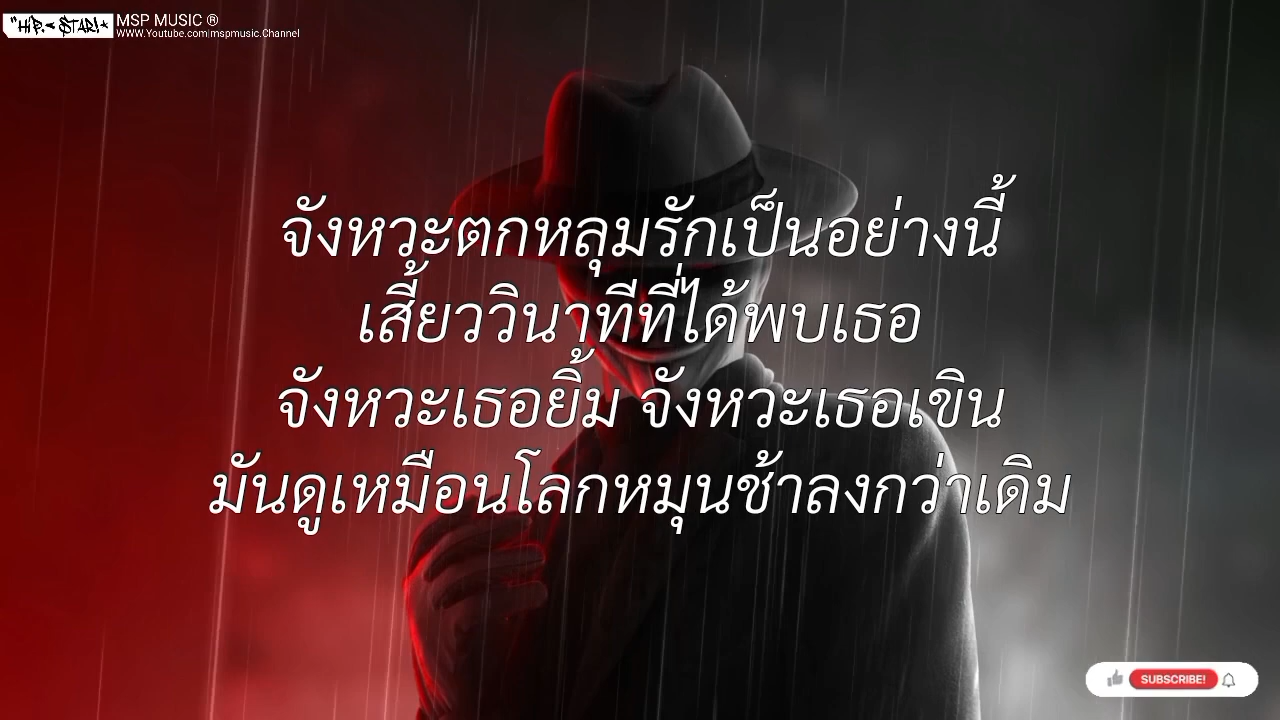 "HIP. STAR!
MSP MUSIC ®
WWW.Youtube.com|mspmusic.Channel
จังหวะตกหลุมรักเป็นอย่างนี้
เสี้ยววินาทีที่ได้พบเธอ
จังหวะเธอยิ้ม จังหวะเธอเขิน
มันดูเหมือนโลกหมุนช้าลงกว่าเดิม
SUBSCRIBE!